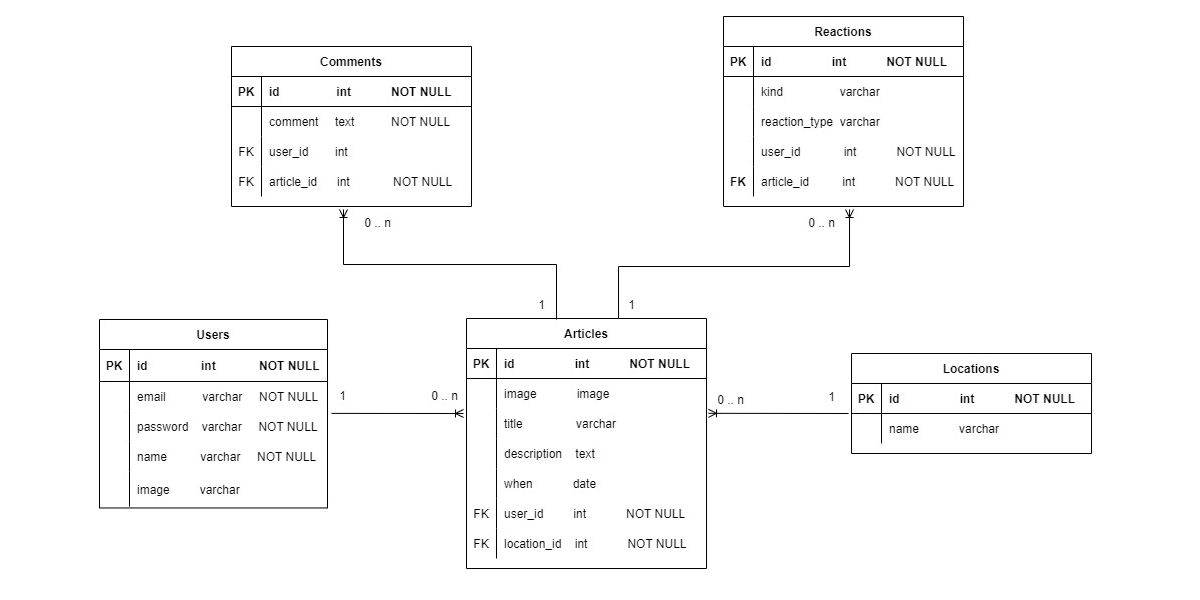 Comments
PK id int NOT NULL
comment text NOT NULL
FK user_id int
FK article_id int NOT NULL
0 .. n
Reactions
PK id int NOT NULL
kind varchar
reaction_type varchar
user_id int NOT NULL
FK article_id int NOT NULL
0 .. n
1
1
Users
PK id int NOT NULL
email varchar NOT NULL
password varchar NOT NULL
name varchar NOT NULL
image varchar
1
0 .. n
Articles
PK id int NOT NULL
image image
title varchar
description text
when date
FK user_id int NOT NULL
FK location_id int NOT NULL
0 .. n
1
Locations
PK id int NOT NULL
name varchar